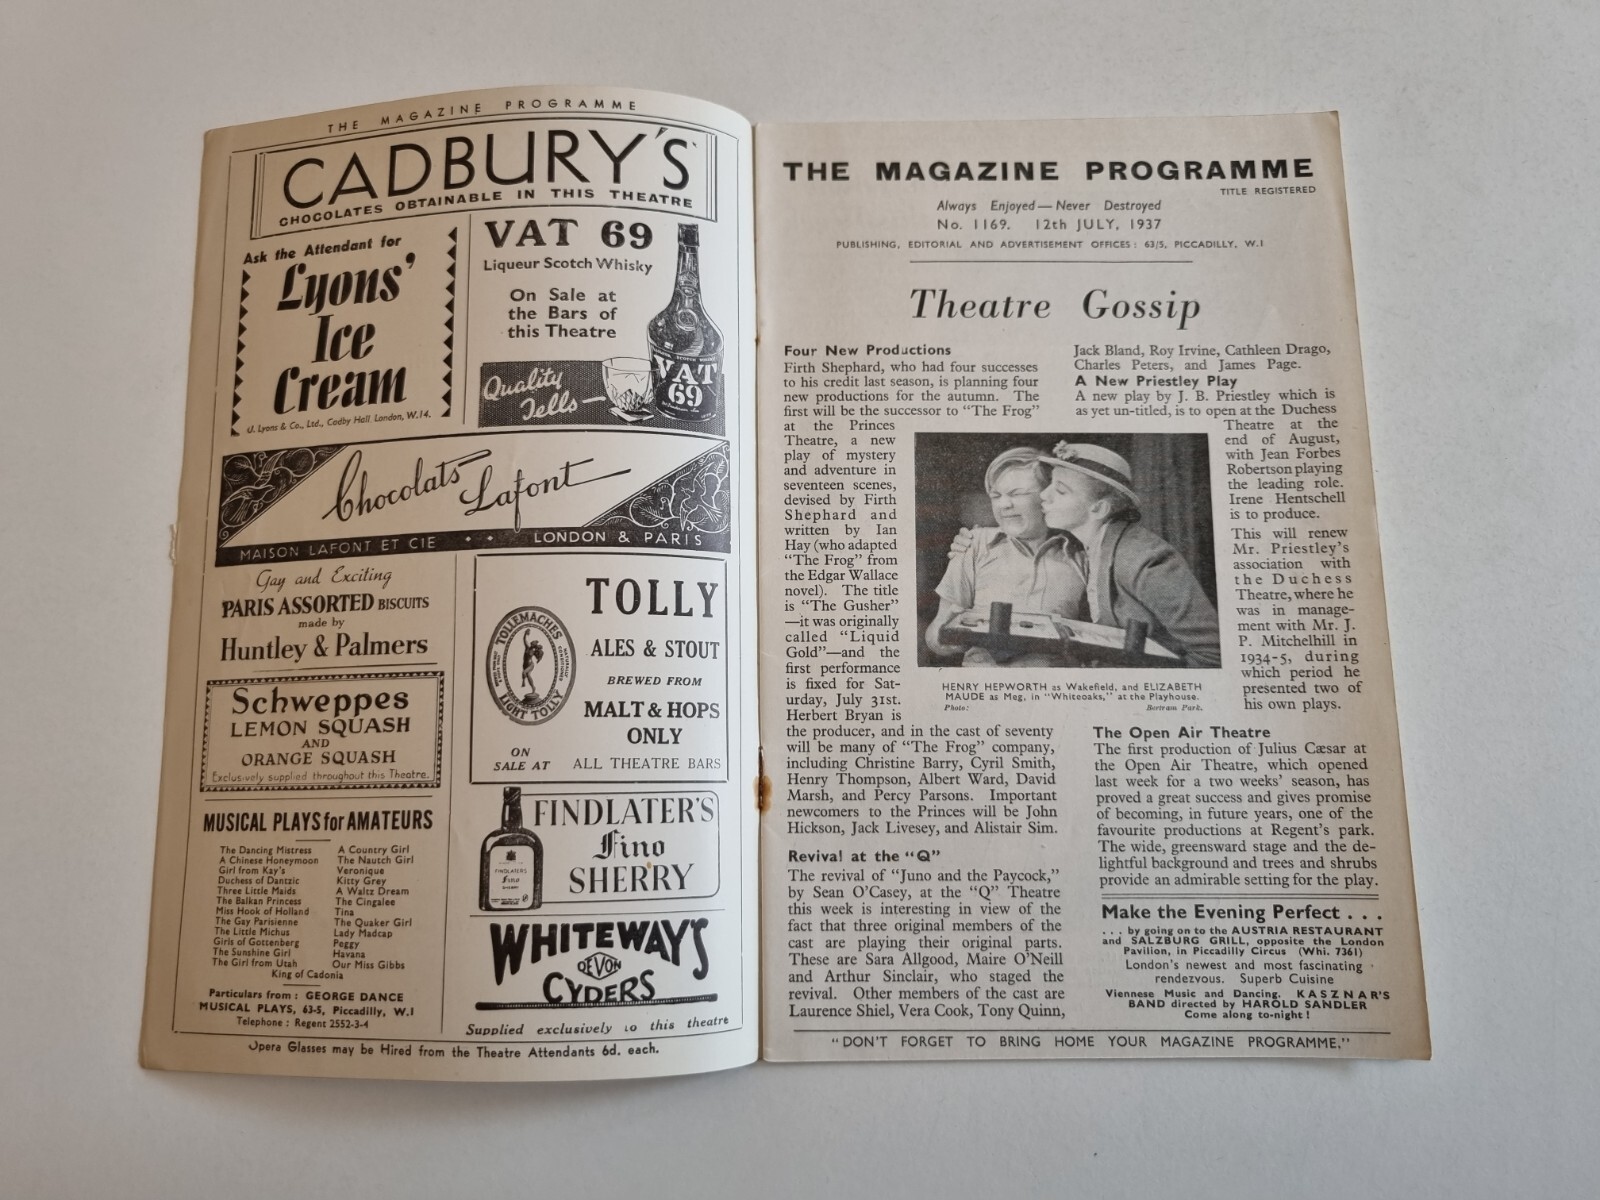 THE MAGAZINE PROGRAMME
CADBURY'S
CHOCOLATES OBTAINABLE IN THIS THEATRE
Ask the Attendant for
Lyons'
Ice
Cream
J. Lyons & Co., Ltd., Cadby Hall London, W.14.
VAT 69
Liqueur Scotch Whisky
On Sale at
the Bars of
this Theatre
Quality
Tells—
VAT
69
Chocolats
Lafont
MAISON LAFONT ET CIE
LONDON & PARIS
Gay and Exciting
PARIS ASSORTED BISCUITS
made by
Huntley & Palmers
Schweppes
LEMON SQUASH
AND
ORANGE SQUASH
Exclusively supplied throughout this Theatre.
MUSICAL PLAYS for AMATEURS
The Dancing Mistress
A Chinese Honeymoon
Girl from Kay's
Duchess of Dantzic
Three Little Maids
The Balkan Princess
Miss Hook of Holland
The Gay Parisienne
The Little Michus
Girls of Gottenberg
The Sunshine Girl
The Girl from Utah
A Country Girl
The Nautch Girl
Veronique
Kitty Grey
A Waltz Dream
The Cingalee
Tina
The Quaker Girl
Lady Madcap
Peggy
Havana
Our Miss Gibbs
King of Cadonia
Particulars from : GEORGE DANCE
MUSICAL PLAYS, 63-5, Piccadilly, W.1
Telephone : Regent 2552-3-4
TOLLEMACHES
LIGHT TOLLY
TOLLY
ALES & STOUT
BREWED FROM
MALT & HOPS
ONLY
ON
SALE AT
ALL THEATRE BARS
FINDLATERS
Fino
FINDLATER'S
Fino
SHERRY
WHITEWAY'S
DEVON
CYDERS
Supplied exclusively to this theatre
Opera Glasses may be Hired from the Theatre Attendants 6d. each.
THE MAGAZINE PROGRAMME
TITLE REGISTERED
Always Enjoyed—Never Destroyed
No. 1169. 12th JULY, 1937
PUBLISHING, EDITORIAL AND ADVERTISEMENT OFFICES : 63/5, PICCADILLY, W.1
Theatre Gossip
Four New Productions
Firth Shephard, who had four successes
to his credit last season, is planning four
new productions for the autumn. The
first will be the successor to "The Frog"
at the Princes
Theatre, a new
play of mystery
and adventure in
seventeen scenes,
devised by Firth
Shephard and
written by Ian
Hay (who adapted
"The Frog" from
the Edgar Wallace
novel). The title
is "The Gusher"
—it was originally
called "Liquid
Gold"—and the
first performance
is fixed for Sat-
urday, July 31st.
Herbert Bryan is
the producer, and in the cast of seventy
will be many of "The Frog" company,
including Christine Barry, Cyril Smith,
Henry Thompson, Albert Ward, David
Marsh, and Percy Parsons. Important
newcomers to the Princes will be John
Hickson, Jack Livesey, and Alistair Sim.
Revival at the "Q"
The revival of "Juno and the Paycock,"
by Sean O'Casey, at the "Q" Theatre
this week is interesting in view of the
fact that three original members of the
cast are playing their original parts.
These are Sara Allgood, Maire O'Neill
and Arthur Sinclair, who staged the
revival. Other members of the cast are
Laurence Shiel, Vera Cook, Tony Quinn,
Jack Bland, Roy Irvine, Cathleen Drago,
Charles Peters, and James Page.
A New Priestley Play
A new play by J. B. Priestley which is
as yet un-titled, is to open at the Duchess
Theatre at the
end of August,
with Jean Forbes
Robertson playing
the leading role.
Irene Hentschell
is to produce.
This will renew
Mr. Priestley's
association with
the Duchess
Theatre, where he
was in manage-
ment with Mr. J.
P. Mitchelhill in
1934-5, during
which period he
presented two of
his own plays.
HENRY HEPWORTH as Wakefield, and ELIZABETH
MAUDE as Meg, in "Whiteoaks," at the Playhouse.
Photo: Bertram Park.
The Open Air Theatre
The first production of Julius Cæsar at
the Open Air Theatre, which opened
last week for a two weeks' season, has
proved a great success and gives promise
of becoming, in future years, one of the
favourite productions at Regent's park.
The wide, greensward stage and the de-
lightful background and trees and shrubs
provide an admirable setting for the play.
Make the Evening Perfect . . .
. . . by going on to the AUSTRIA RESTAURANT
and SALZBURG GRILL, opposite the London
Pavilion, in Piccadilly Circus (Whi. 7361)
London's newest and most fascinating
rendezvous. Superb Cuisine
Viennese Music and Dancing. KASZNAR'S
BAND directed by HAROLD SANDLER
Come along to-night !
"DON'T FORGET TO BRING HOME YOUR MAGAZINE PROGRAMME."